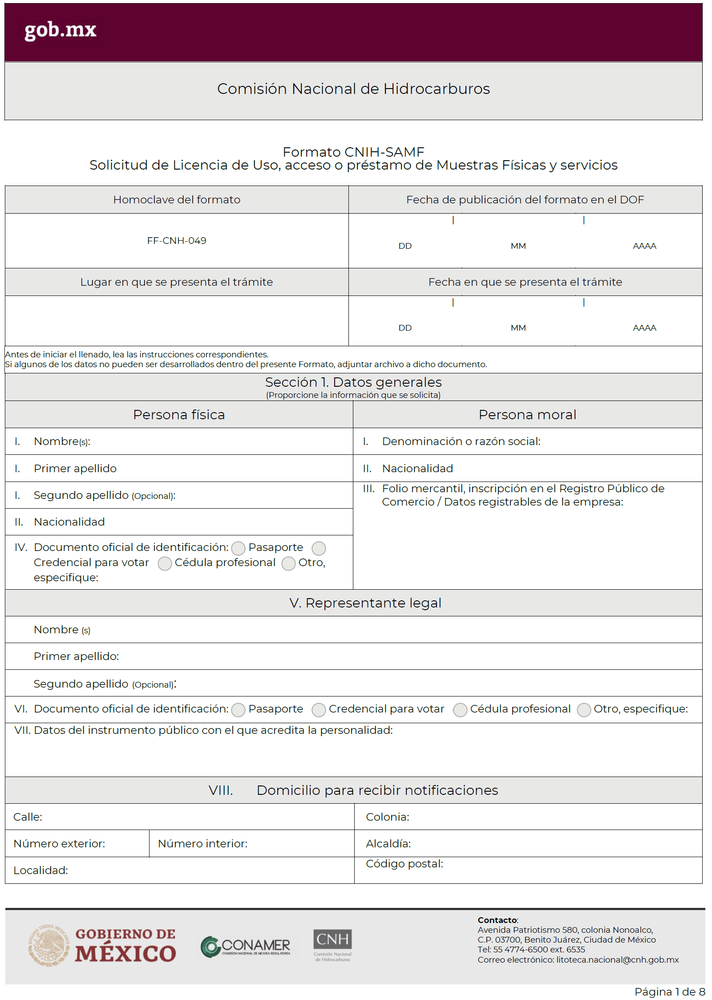 gob.mx
Comisión Nacional de Hidrocarburos
Formato CNIH-SAMF
Solicitud de Licencia de Uso, acceso o préstamo de Muestras Físicas y servicios
Homoclave del formato
Fecha de publicación del formato en el DOF
FF-CNH-049
| |
DD MM AAAA
Lugar en que se presenta el trámite
Fecha en que se presenta el trámite
| |
DD MM AAAA
Antes de iniciar el llenado, lea las instrucciones correspondientes.
Si algunos de los datos no pueden ser desarrollados dentro del presente Formato, adjuntar archivo a dicho documento.
Sección 1. Datos generales
(Proporcione la información que se solicita)
Persona física
Persona moral
I. Nombre(s):
I. Denominación o razón social:
I. Primer apellido
II. Nacionalidad
I. Segundo apellido (Opcional):
III. Folio mercantil, inscripción en el Registro Público de
Comercio / Datos registrables de la empresa:
II. Nacionalidad
IV. Documento oficial de identificación: Pasaporte
Credencial para votar Cédula profesional Otro,
especifique:
V. Representante legal
Nombre (s)
Primer apellido:
Segundo apellido (Opcional):
VI. Documento oficial de identificación: Pasaporte Credencial para votar Cédula profesional Otro, especifique:
VII. Datos del instrumento público con el que acredita la personalidad:
VIII. Domicilio para recibir notificaciones
Calle:
Colonia:
Número exterior:
Número interior:
Alcaldía:
Localidad:
Código postal:
ESTADOS UNIDOS MEXICANOS
GOBIERNO DE
MÉXICO
CONAMER
COMISIÓN NACIONAL DE MEJORA REGULATORIA
CNH
Comisión Nacional
de Hidrocarburos
Contacto:
Avenida Patriotismo 580, colonia Nonoalco,
C.P. 03700, Benito Juárez, Ciudad de México
Tel: 55 4774-6500 ext. 6535
Correo electrónico: litoteca.nacional@cnh.gob.mx
Página 1 de 8